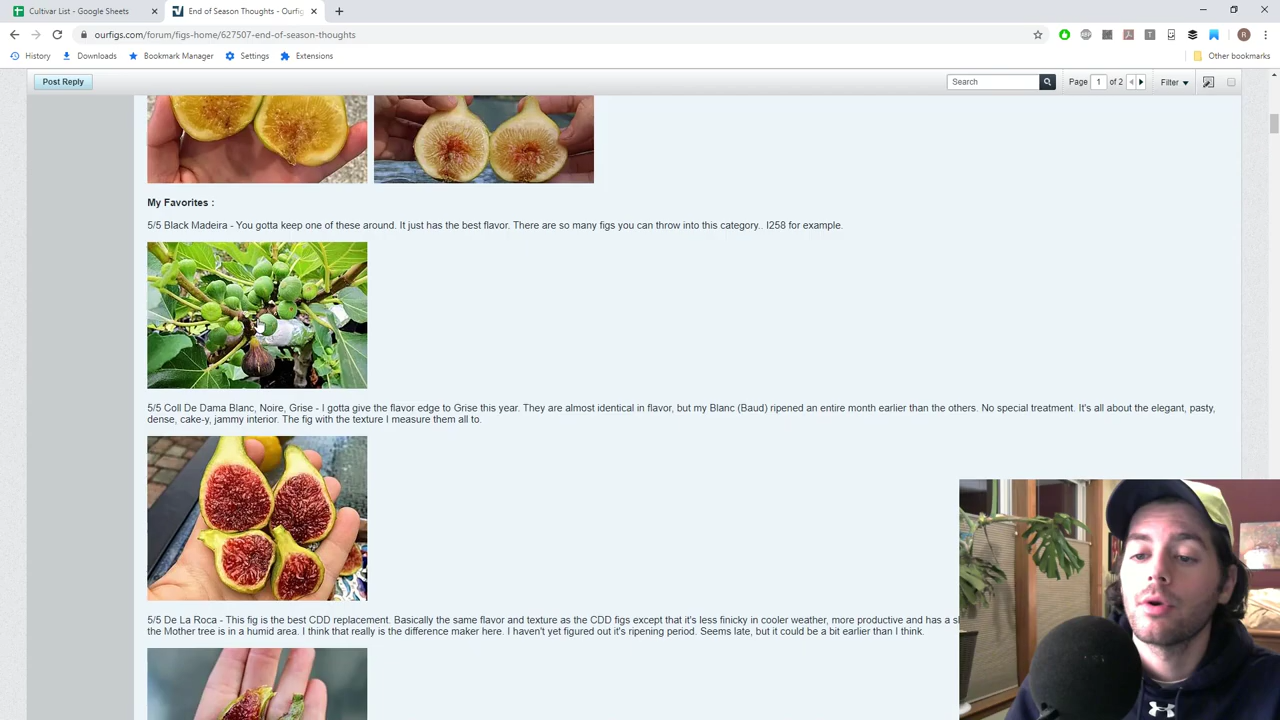 Cultivar List - Google Sheets
End of Season Thoughts - Ourfig
ourfigs.com/forum/figs-home/627507-end-of-season-thoughts
History
Downloads
Bookmark Manager
Settings
Extensions
Other bookmarks
Post Reply
Search
Page 1 of 2
Filter
My Favorites :
5/5 Black Madeira - You gotta keep one of these around. It just has the best flavor. There are so many figs you can throw into this category.. I258 for example.
5/5 Coll De Dama Blanc, Noire, Grise - I gotta give the flavor edge to Grise this year. They are almost identical in flavor, but my Blanc (Baud) ripened an entire month earlier than the others. No special treatment. It's all about the elegant, pasty,
dense, cake-y, jammy interior. The fig with the texture I measure them all to.
5/5 De La Roca - This fig is the best CDD replacement. Basically the same flavor and texture as the CDD figs except that it's less finicky in cooler weather, more productive and has a
the Mother tree is in a humid area. I think that really is the difference maker here. I haven't yet figured out it's ripening period. Seems late, but it could be a bit earlier than I think.